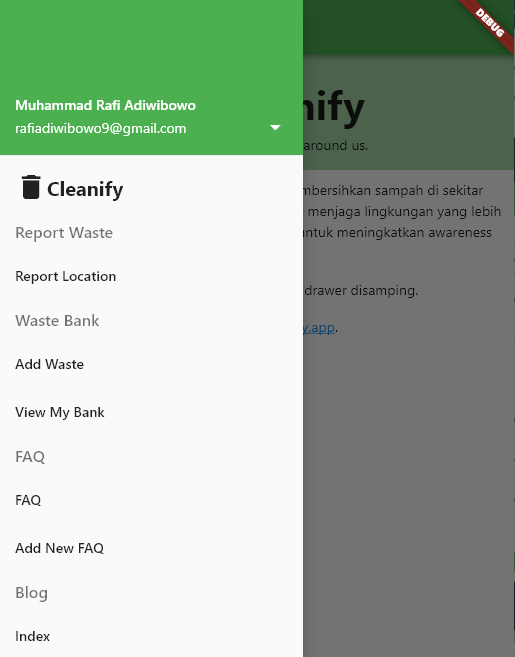 DEBUG
Muhammad Rafi Adiwibowo
rafiadiwibowo9@gmail.com
Cleanify
Report Waste
Report Location
Waste Bank
Add Waste
View My Bank
FAQ
FAQ
Add New FAQ
Blog
Index
nify
around us.
sampah di sekitar
menjaga lingkungan yang lebih
meningkatkan awareness
drawer disamping.
.app.